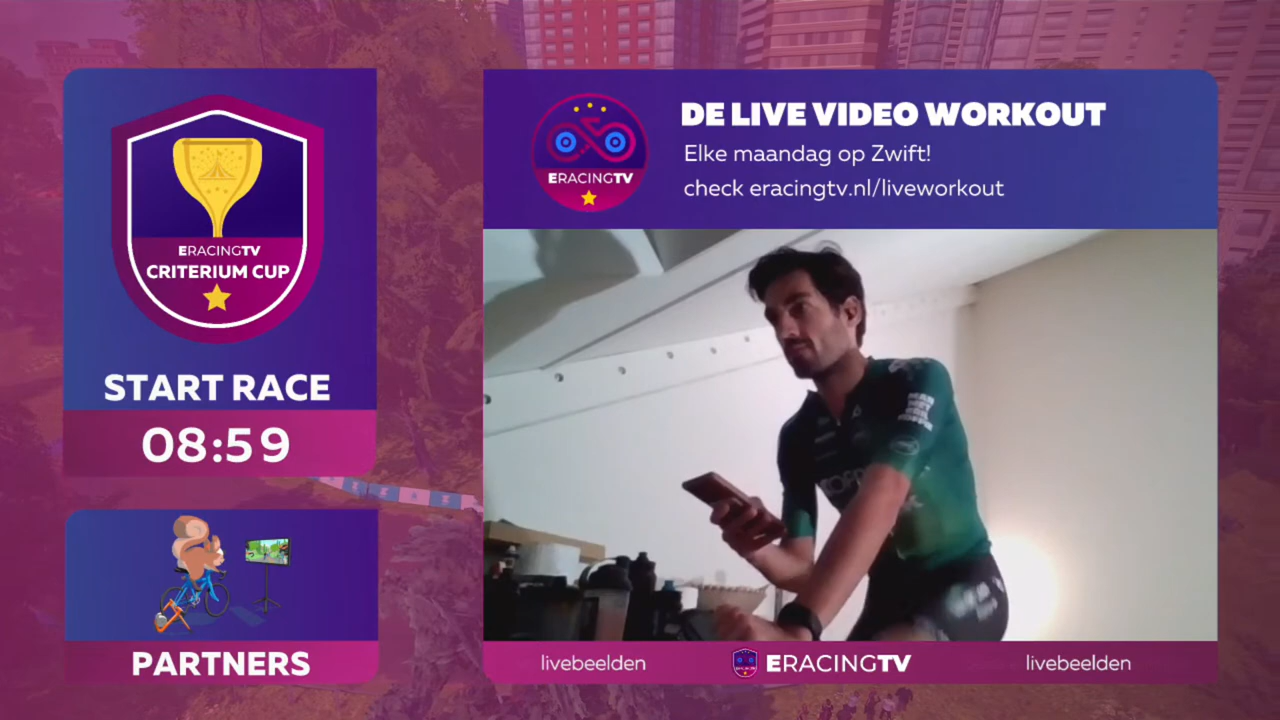 ERACINGTV
CRITERIUM CUP
START RACE
08:59
PARTNERS
ERACINGTV
DE LIVE VIDEO WORKOUT
Elke maandag op Zwift!
check eracingtv.nl/liveworkout
livebeelden
ERACINGTV
livebeelden